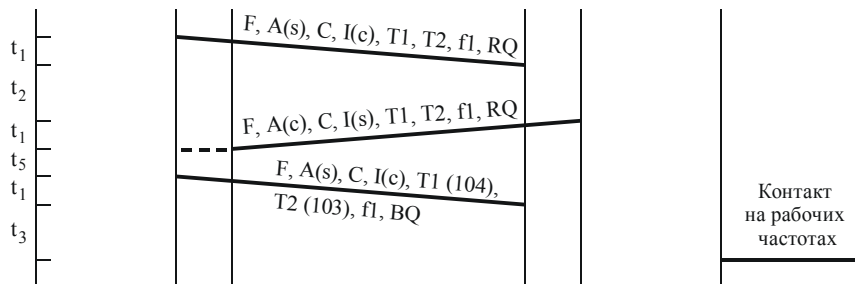 F, A(s), C, I(c), T1, T2, f1, RQ
t1
t2
F, A(c), C, I(s), T1, T2, f1, RQ
t1
t5
F, A(s), C, I(c), T1 (104),
t1
T2 (103), f1, BQ
t3
Контакт
на рабочих
частотах